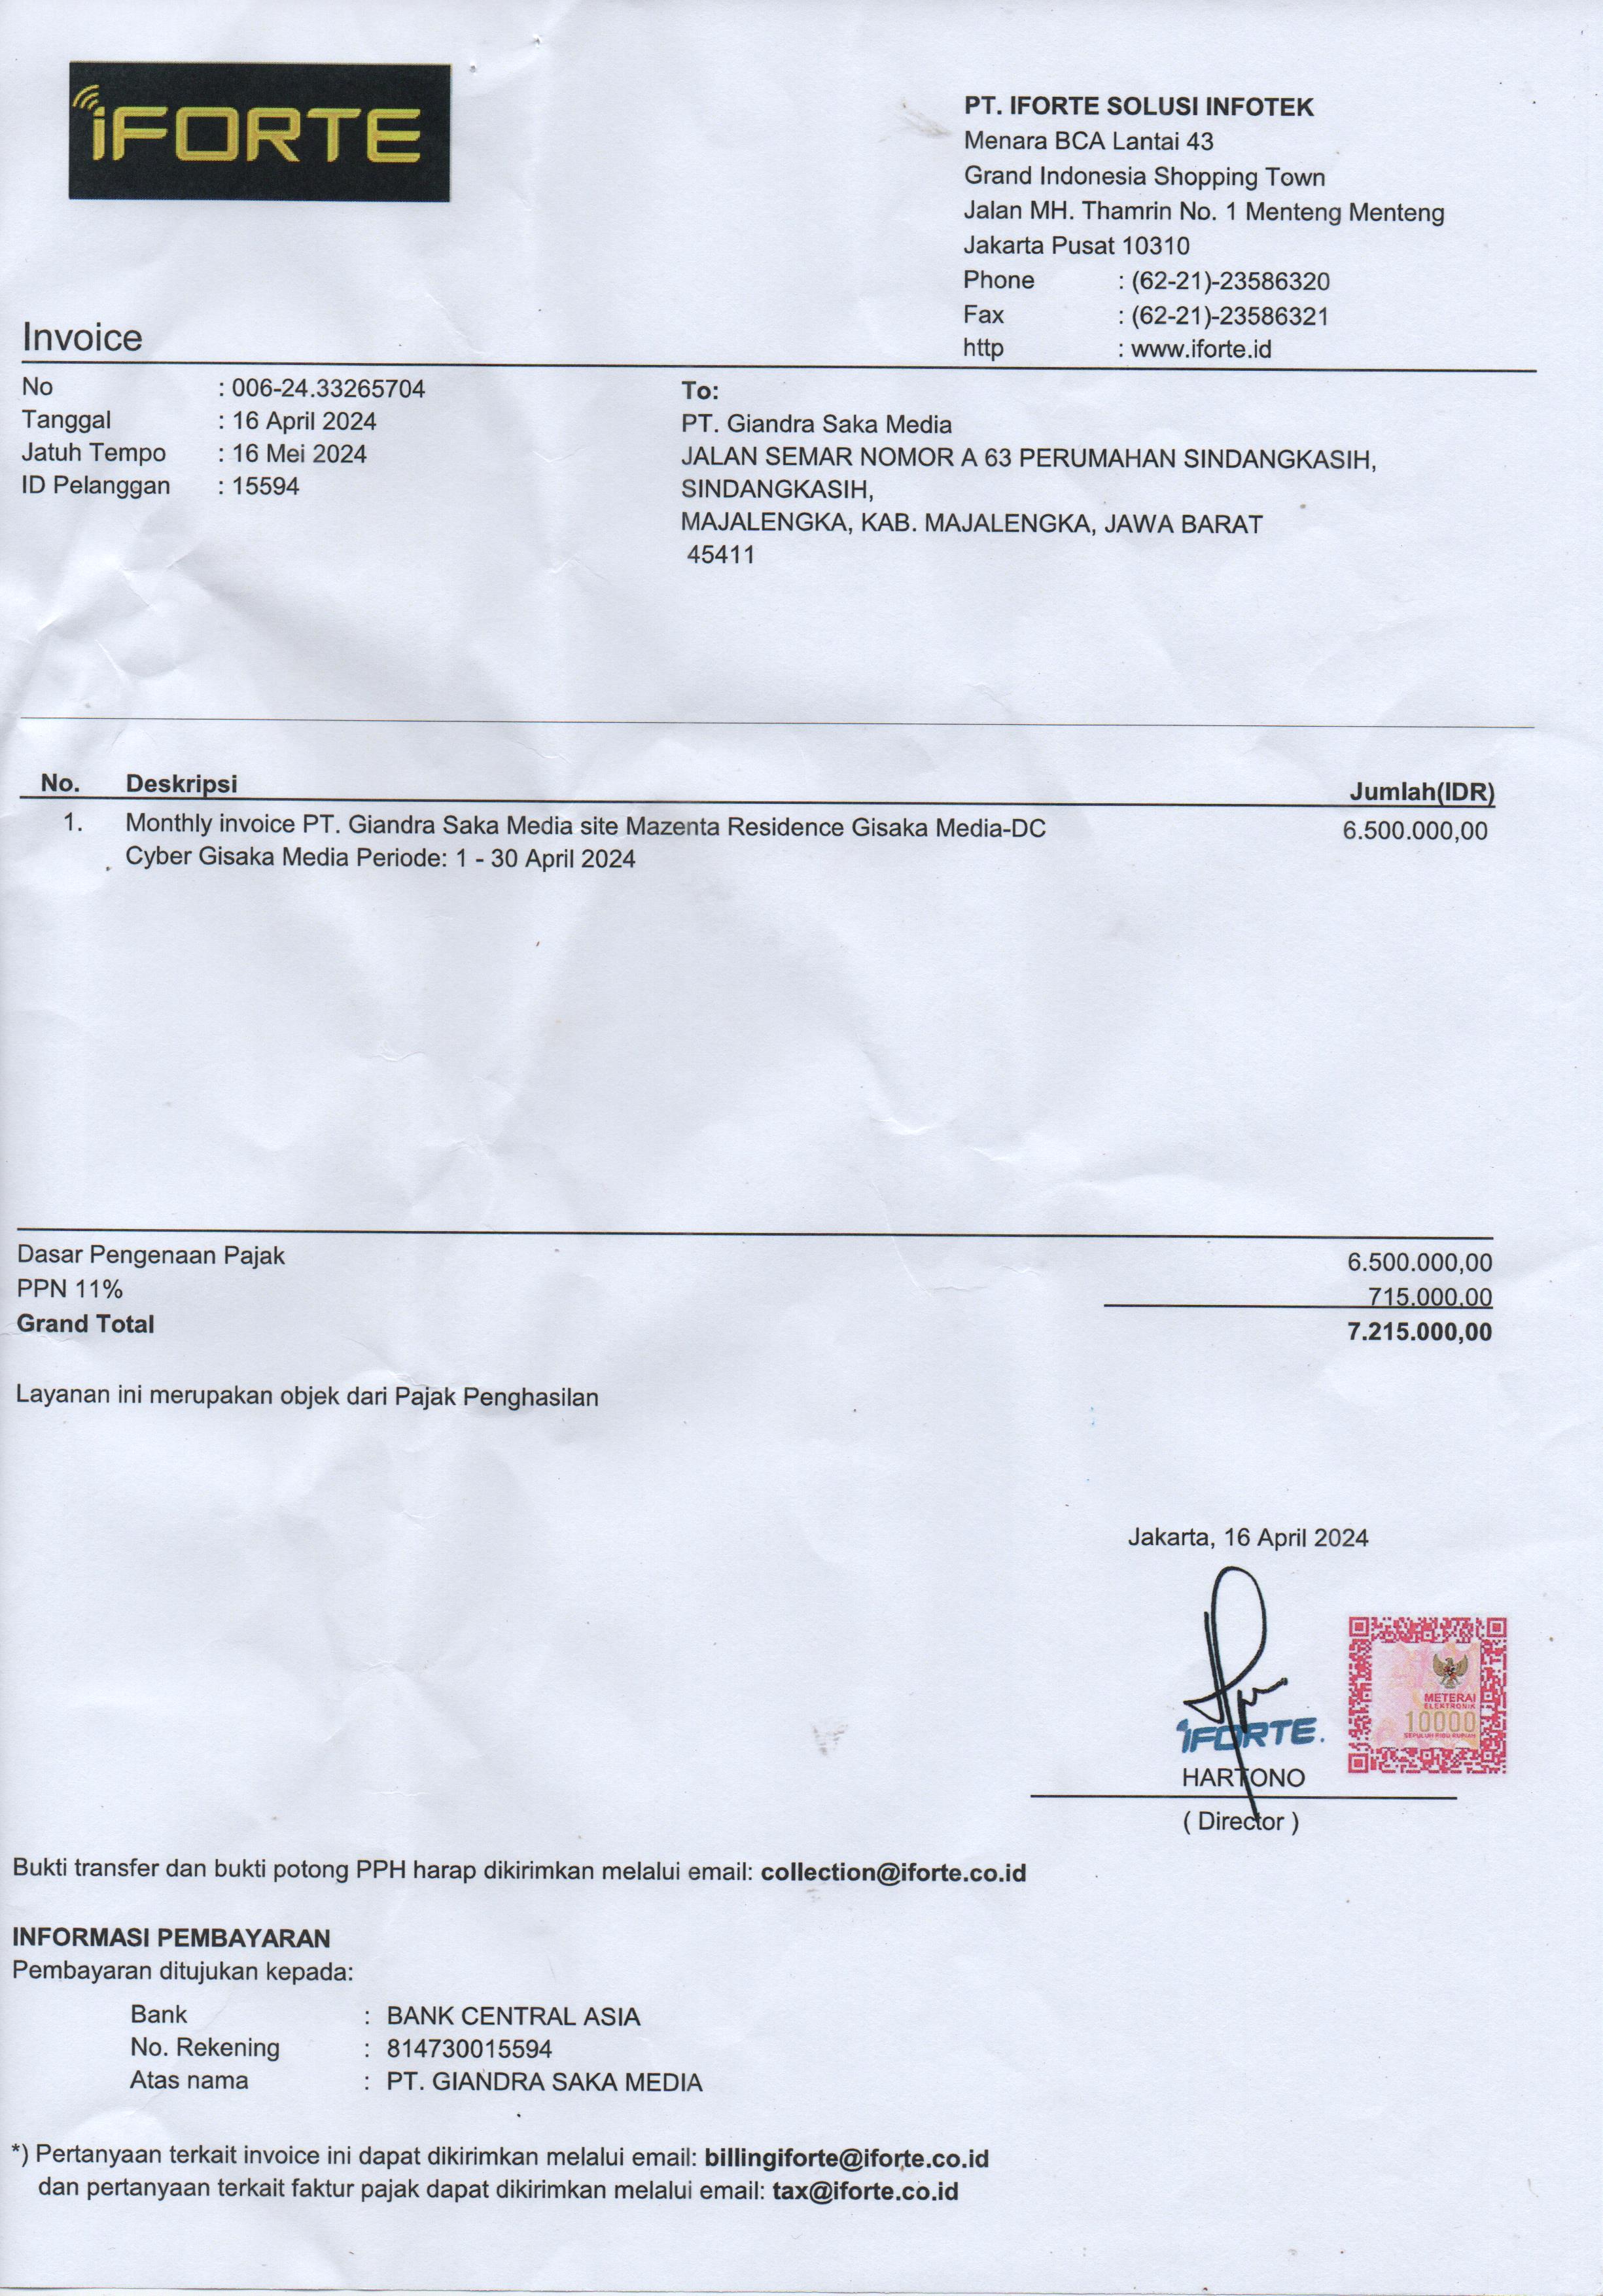 iFORTE
PT. IFORTE SOLUSI INFOTEK
Menara BCA Lantai 43
Grand Indonesia Shopping Town
Jalan MH. Thamrin No. 1 Menteng Menteng
Jakarta Pusat 10310
Phone : (62-21)-23586320
Fax : (62-21)-23586321
http : www.iforte.id
Invoice
No : 006-24.33265704
Tanggal : 16 April 2024
Jatuh Tempo : 16 Mei 2024
ID Pelanggan : 15594
To:
PT. Giandra Saka Media
JALAN SEMAR NOMOR A 63 PERUMAHAN SINDANGKASIH,
SINDANGKASIH,
MAJALENGKA, KAB. MAJALENGKA, JAWA BARAT
45411
No. Deskripsi Jumlah(IDR)
1. Monthly invoice PT. Giandra Saka Media site Mazenta Residence Gisaka Media-DC 6.500.000,00
Cyber Gisaka Media Periode: 1 - 30 April 2024
Dasar Pengenaan Pajak 6.500.000,00
PPN 11% 715.000,00
Grand Total 7.215.000,00
Layanan ini merupakan objek dari Pajak Penghasilan
Jakarta, 16 April 2024
METERAI
ELEKTRONIK
10000
SEPULUH RIBU RUPIAH
iFORTE.
HARTONO
( Director )
Bukti transfer dan bukti potong PPH harap dikirimkan melalui email: collection@iforte.co.id
INFORMASI PEMBAYARAN
Pembayaran ditujukan kepada:
Bank : BANK CENTRAL ASIA
No. Rekening : 814730015594
Atas nama : PT. GIANDRA SAKA MEDIA
*) Pertanyaan terkait invoice ini dapat dikirimkan melalui email: billingiforte@iforte.co.id
dan pertanyaan terkait faktur pajak dapat dikirimkan melalui email: tax@iforte.co.id